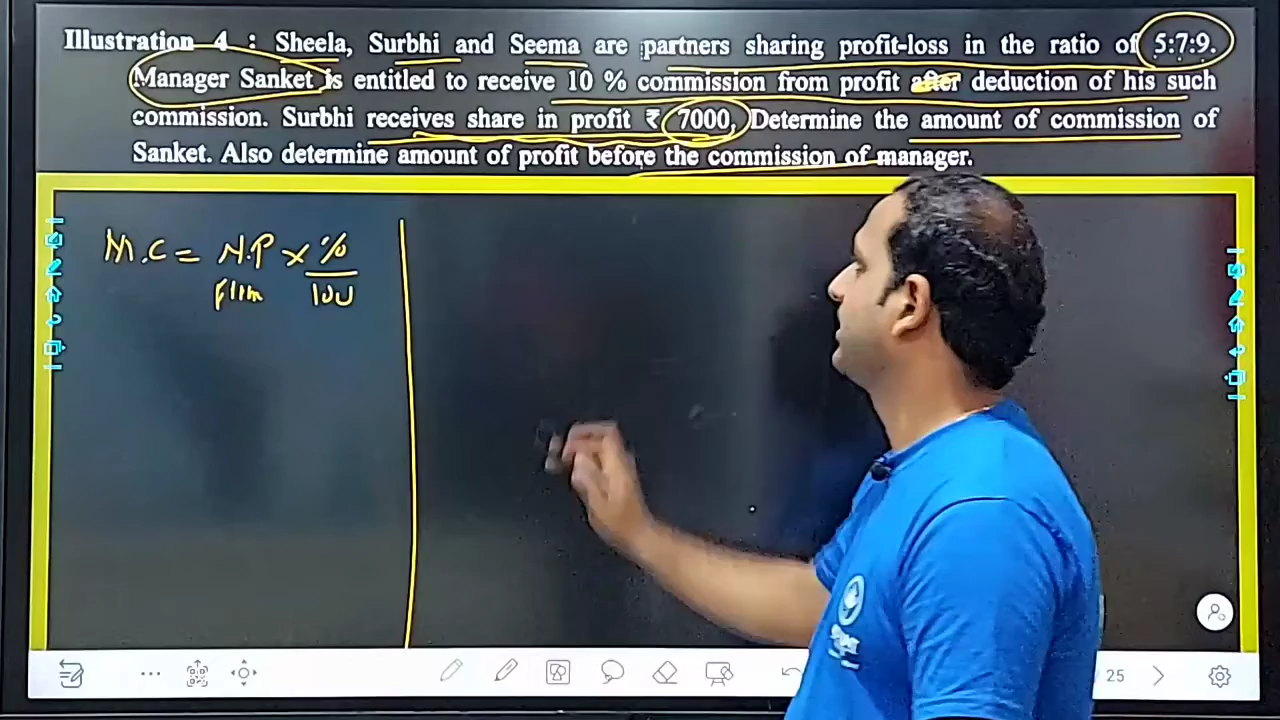 Illustration 4 : Sheela, Surbhi and Seema are partners sharing profit-loss in the ratio of 5:7:9.
Manager Sanket is entitled to receive 10 % commission from profit after deduction of his such
commission. Surbhi receives share in profit ₹ 7000, Determine the amount of commission of
Sanket. Also determine amount of profit before the commission of manager.
M.C = N.P × %
100
25